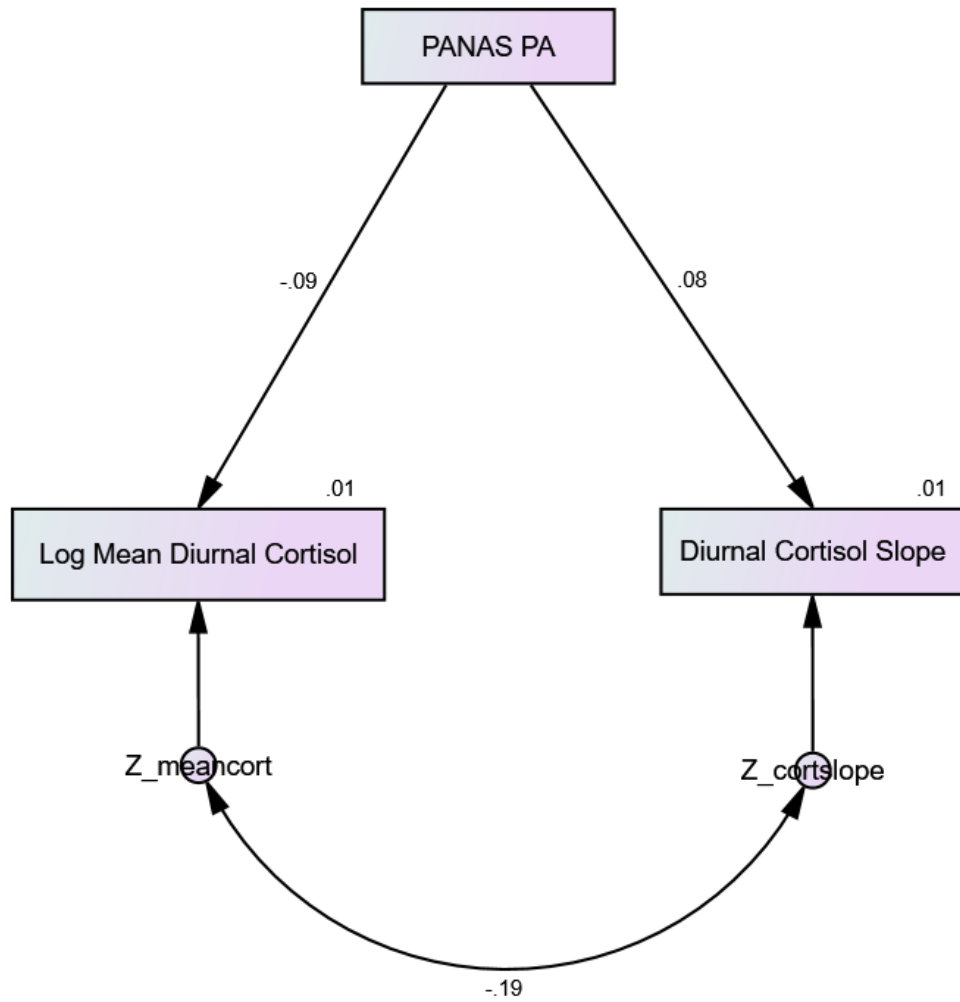 PANAS PA
-.09
.08
.01
.01
Log Mean Diurnal Cortisol
Diurnal Cortisol Slope
Z_meancort
Z_cortslope
-.19